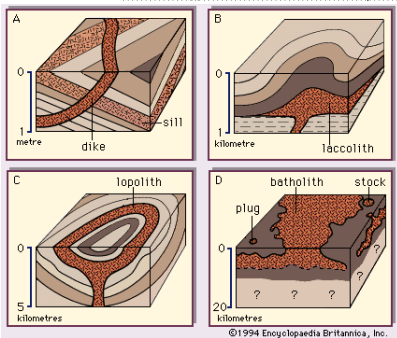 A
0
1
metre
sill
dike
B
0
1
kilometre
laccolith
C
lopolith
0
5
kilometres
D
batholith
stock
plug
0
20
kilometres
? ? ? ? ?
?
©1994 Encyclopaedia Britannica, Inc.